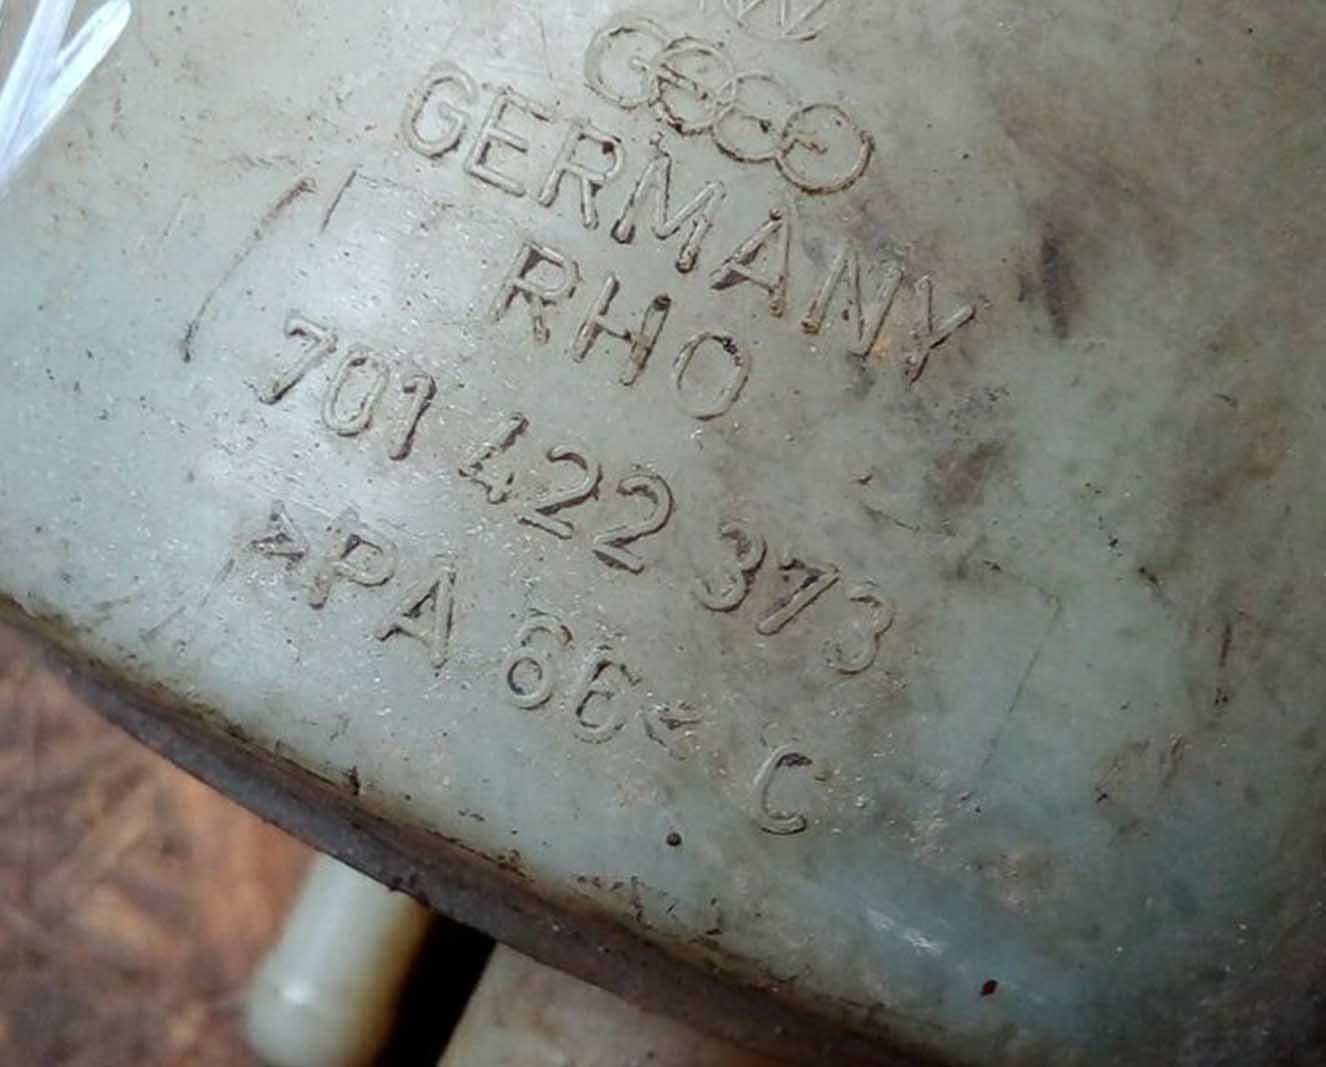 GERMANY
RHO
701 422 373
>PA 66< C